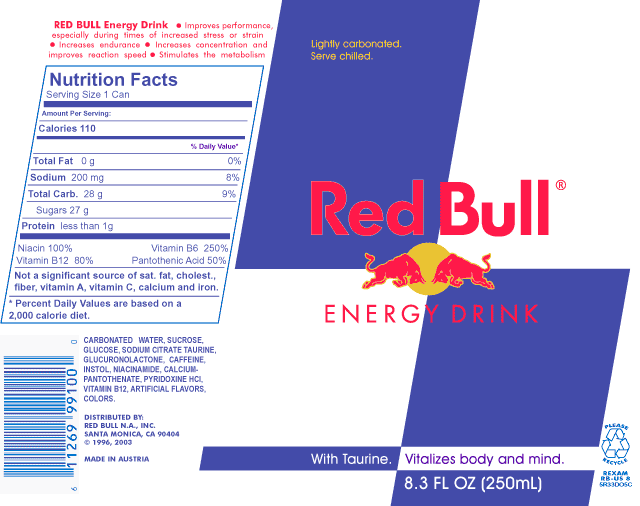 RED BULL Energy Drink ● Improves performance,
especially during times of increased stress or strain
● Increases endurance ● Increases concentration and
improves reaction speed ● Stimulates the metabolism
Nutrition Facts
Serving Size 1 Can
Amount Per Serving:
Calories 110
% Daily Value*
Total Fat 0 g 0%
Sodium 200 mg 8%
Total Carb. 28 g 9%
Sugars 27 g
Protein less than 1g
Niacin 100% Vitamin B6 250%
Vitamin B12 80% Pantothenic Acid 50%
Not a significant source of sat. fat, cholest.,
fiber, vitamin A, vitamin C, calcium and iron.
* Percent Daily Values are based on a
2,000 calorie diet.
CARBONATED WATER, SUCROSE,
GLUCOSE, SODIUM CITRATE TAURINE,
GLUCURONOLACTONE, CAFFEINE,
INSTOL, NIACINAMIDE, CALCIUM-
PANTOTHENATE, PYRIDOXINE HCl,
VITAMIN B12, ARTIFICIAL FLAVORS,
COLORS.
DISTRIBUTED BY:
RED BULL N.A., INC.
SANTA MONICA, CA 90404
© 1996, 2003
MADE IN AUSTRIA
6 11269 99100 0
6
Lightly carbonated.
Serve chilled.
Red Bull®
ENERGY DRINK
With Taurine. Vitalizes body and mind.
8.3 FL OZ (250mL)
PLEASE
RECYCLE
REXAM
RB-US 8
SR33DO5C